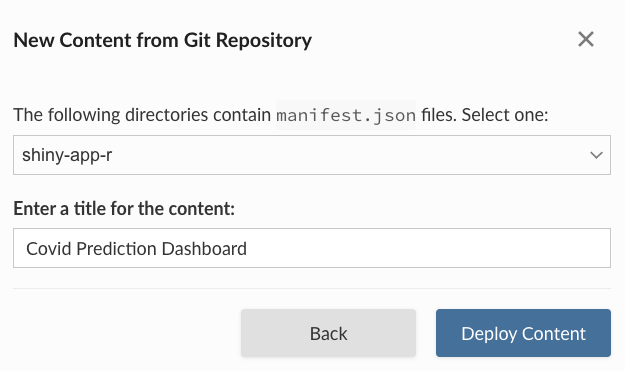 New Content from Git Repository
The following directories contain manifest.json files. Select one:
shiny-app-r
Enter a title for the content:
Covid Prediction Dashboard
Back
Deploy Content